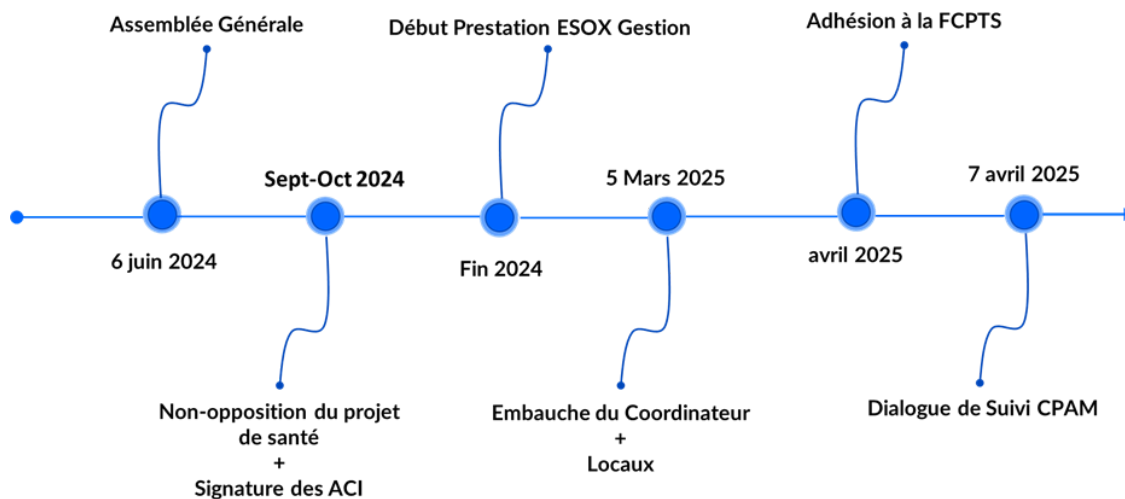 Assemblée Générale
Début Prestation ESOX Gestion
Adhésion à la FCPTS
Sept-Oct 2024
5 Mars 2025
7 avril 2025
6 juin 2024
Fin 2024
avril 2025
Non-opposition du projet
de santé
+
Signature des ACI
Embauche du Coordinateur
+
Locaux
Dialogue de Suivi CPAM